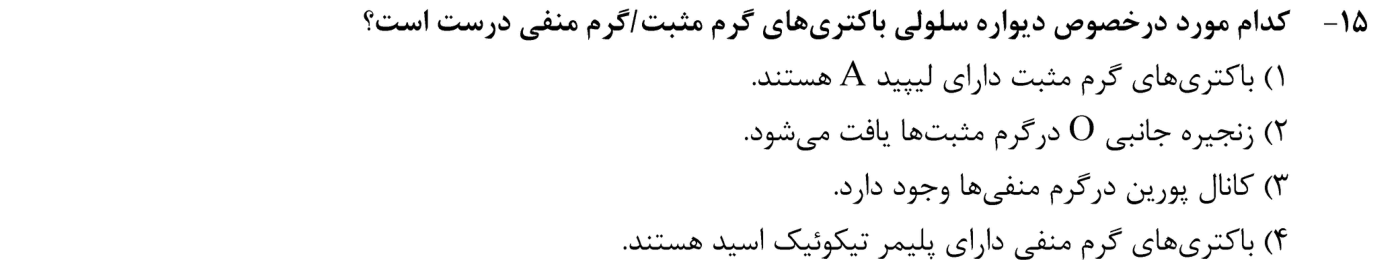 ۱۵- کدام مورد درخصوص دیواره سلولی باکتری‌های گرم مثبت/گرم منفی درست است؟
۱) باکتری‌های گرم مثبت دارای لیپید A هستند.
۲) زنجیره جانبی O درگرم مثبت‌ها یافت می‌شود.
۳) کانال پورین درگرم منفی‌ها وجود دارد.
۴) باکتری‌های گرم منفی دارای پلیمر تیکوئیک اسید هستند.